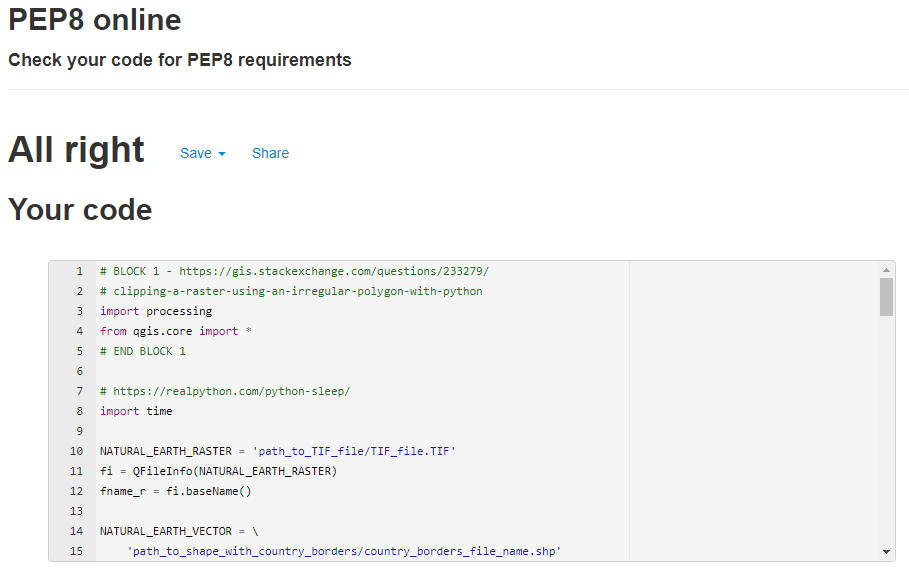 PEP8 online
Check your code for PEP8 requirements
All right Save Share
Your code
1 # BLOCK 1 - https://gis.stackexchange.com/questions/233279/
2 # clipping-a-raster-using-an-irregular-polygon-with-python
3 import processing
4 from qgis.core import *
5 # END BLOCK 1
6
7 # https://realpython.com/python-sleep/
8 import time
9
10 NATURAL_EARTH_RASTER = 'path_to_TIF_file/TIF_file.TIF'
11 fi = QFileInfo(NATURAL_EARTH_RASTER)
12 fname_r = fi.baseName()
13
14 NATURAL_EARTH_VECTOR = \
15     'path_to_shape_with_country_borders/country_borders_file_name.shp'